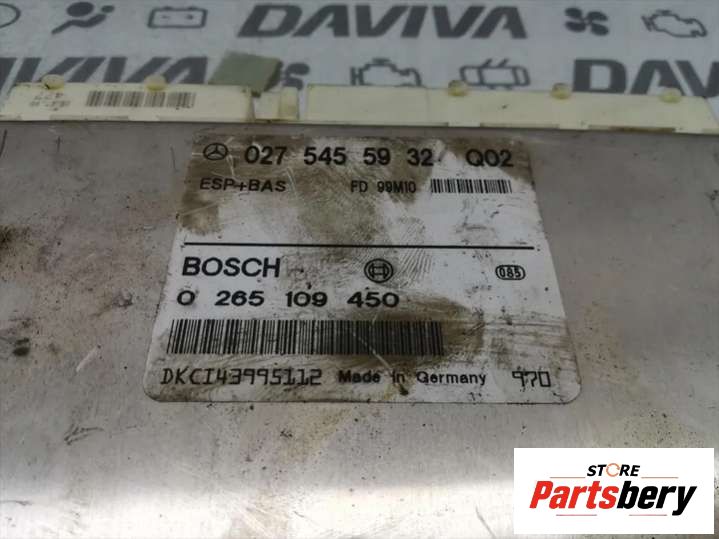 DAVIVA
DAVIVA
027 545 59 32 Q02
ESP+BAS FD 99M10
BOSCH
085
0 265 109 450
DKCI43995112 Made in Germany 970
STORE
Partsbery